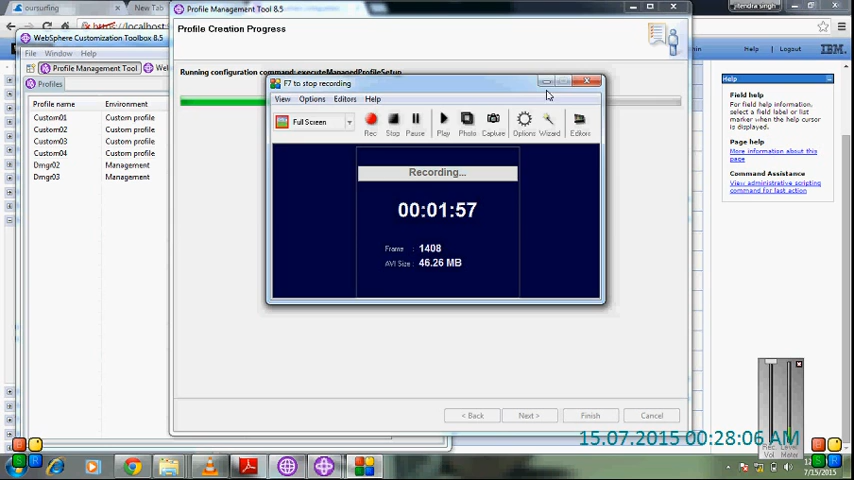 oursurfing
New Tab
Profile Management Tool 8.5
jitendra singh
https://localhost:
WebSphere Customization Toolbox 8.5
Profile Creation Progress
File Window Help
Help Logout IBM.
Profile Management Tool
Running configuration command: executeManagedProfileSetup
Profiles
F7 to stop recording
Help
View Options Editors Help
Field help
For field help information,
select a field label or list
marker when the help cursor
is displayed.
Profile name Environment
Custom01 Custom profile
Custom02 Custom profile
Custom03 Custom profile
Custom04 Custom profile
Dmgr02 Management
Dmgr03 Management
Full Screen
Rec Stop Pause Play Photo Capture Options Wizard Editors
Page help
More information about this
page
Command Assistance
View administrative scripting
command for last action
Recording...
00:01:57
Frame : 1408
AVI Size : 46.26 MB
< Back Next > Finish Cancel
15.07.2015 00:28:06 AM
Rec. Level
Vol Meter
7/15/2015